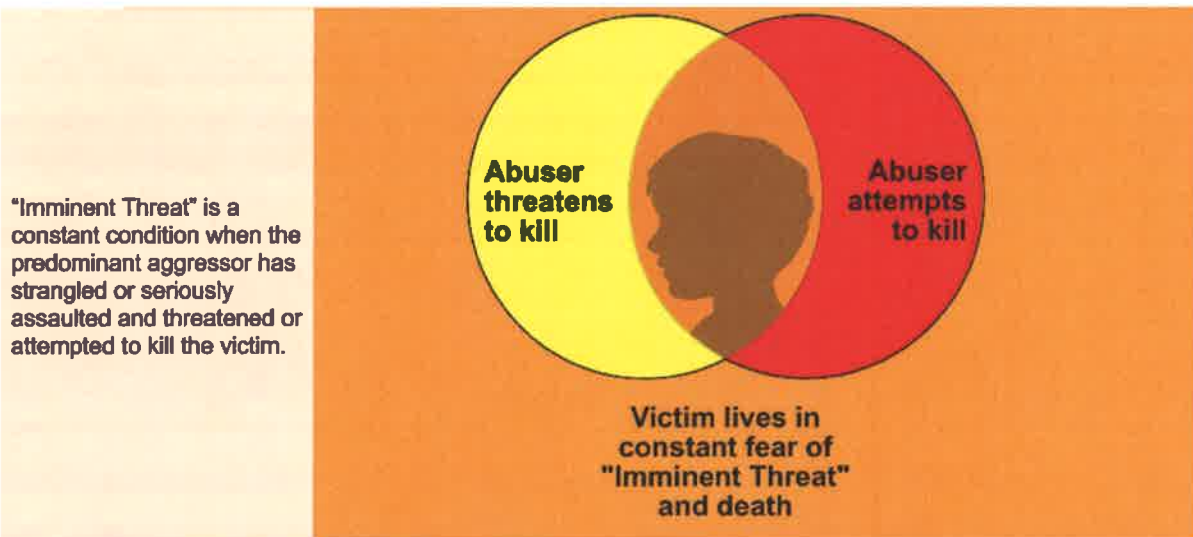 "Imminent Threat" is a
constant condition when the
predominant aggressor has
strangled or seriously
assaulted and threatened or
attempted to kill the victim.
Abuser
threatens
to kill
Abuser
attempts
to kill
Victim lives in
constant fear of
"Imminent Threat"
and death